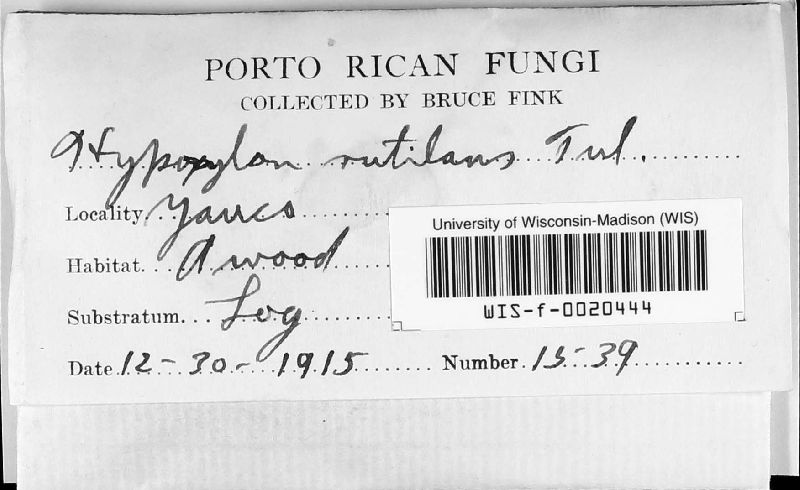 PORTO RICAN FUNGI
COLLECTED BY BRUCE FINK
Hypoxylon rutilans Tul.
Locality Yauco
University of Wisconsin-Madison (WIS)
Habitat A wood
WIS-f-0020444
Substratum Log
Date 12-30-1915 Number 1539